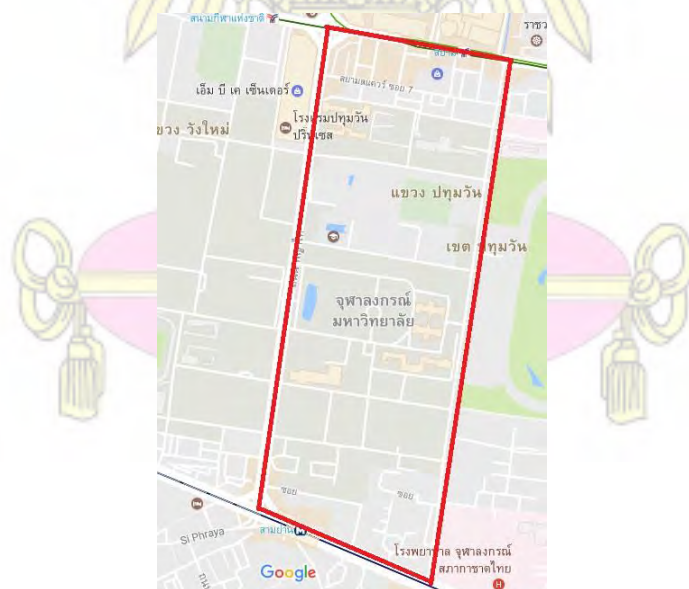 สนามกีฬาแห่งชาติ
สยาม
เอ็ม บี เค เซ็นเตอร์
สยามสแควร์ ซอย 7
โรงแรมปทุมวัน
ปริ๊นเซส
ขวง วังใหม่
แขวง ปทุมวัน
เขต ปทุมวัน
จุฬาลงกรณ์
มหาวิทยาลัย
ซอย
ซอย
สามย่าน
Si Phraya
โรงพยาบาล จุฬาลงกรณ์
สภากาชาดไทย
Google